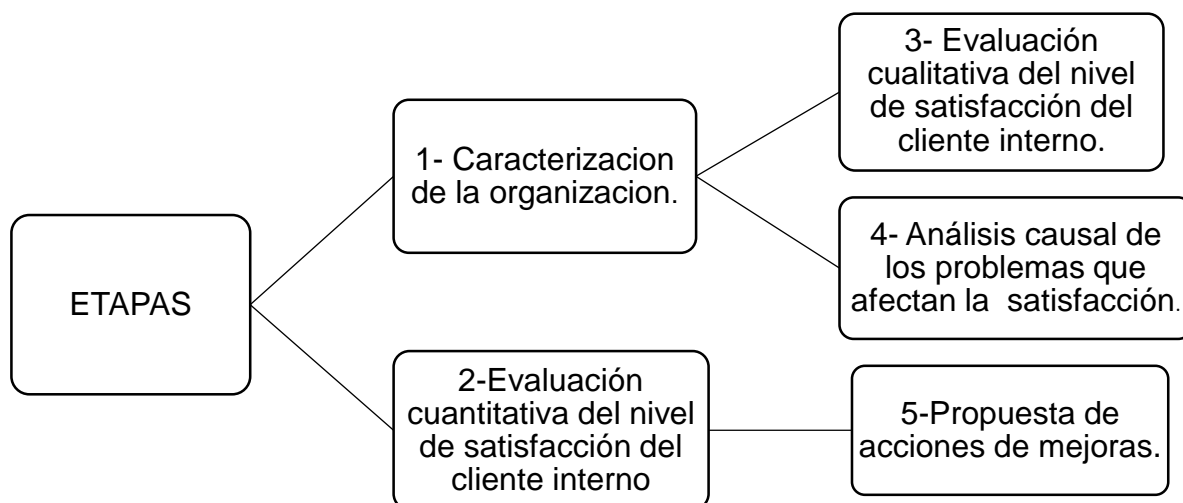 ETAPAS
1- Caracterizacion
de la organizacion.
2-Evaluación
cuantitativa del nivel
de satisfacción del
cliente interno
3- Evaluación
cualitativa del nivel
de satisfacción del
cliente interno.
4- Análisis causal de
los problemas que
afectan la satisfacción.
5-Propuesta de
acciones de mejoras.